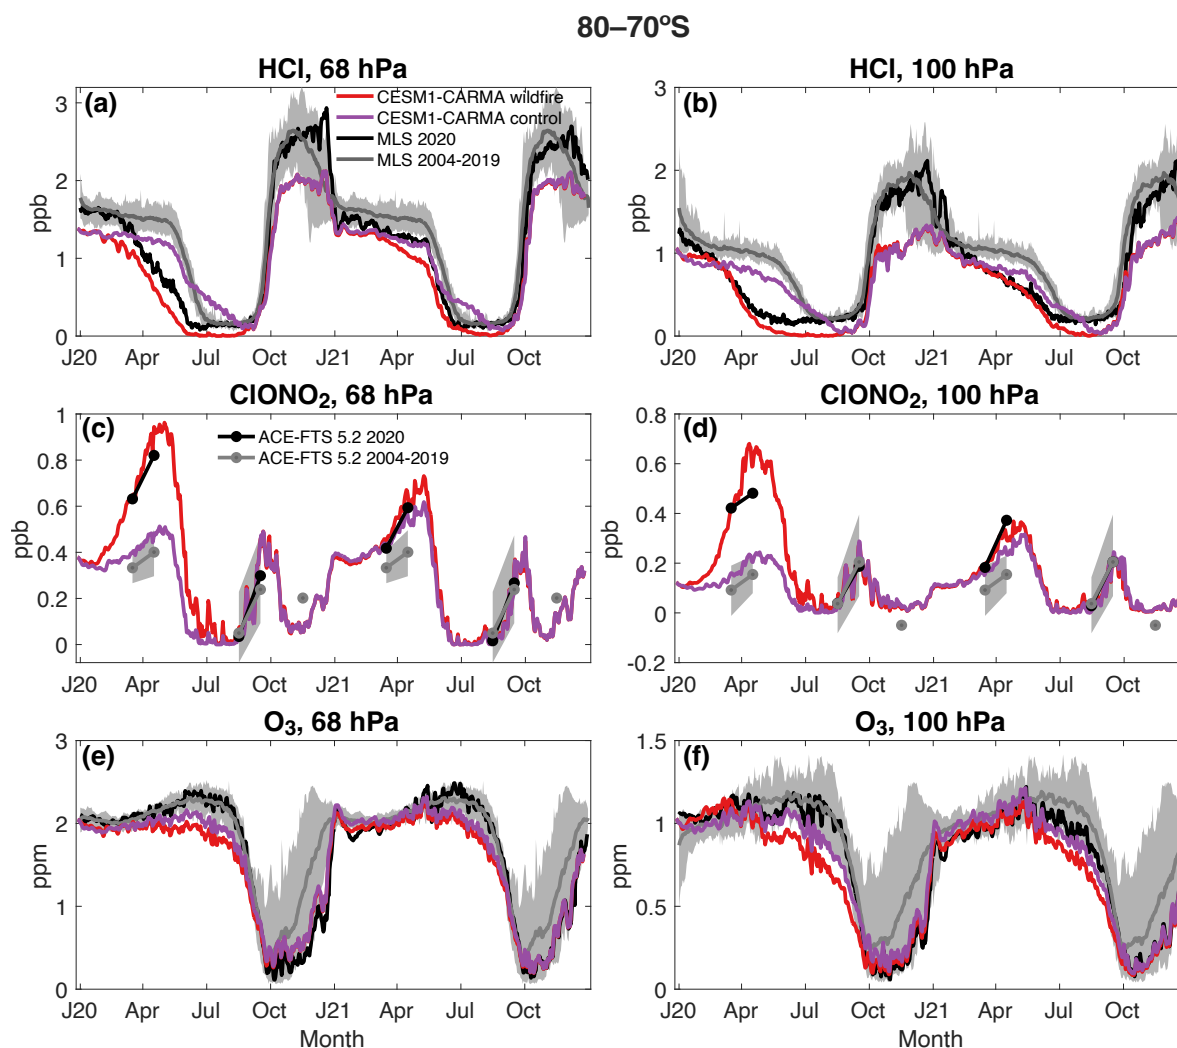 80–70°S
HCl, 68 hPa
HCl, 100 hPa
(a)
CESM1-CARMA wildfire
CESM1-CARMA control
MLS 2020
MLS 2004-2019
(b)
3
2
1
0
ppb
J20 Apr Jul Oct J21 Apr Jul Oct
3
2
1
0
ppb
J20 Apr Jul Oct J21 Apr Jul Oct
ClONO2, 68 hPa
ClONO2, 100 hPa
(c)
ACE-FTS 5.2 2020
ACE-FTS 5.2 2004-2019
(d)
1
0.8
0.6
0.4
0.2
0
ppb
J20 Apr Jul Oct J21 Apr Jul Oct
0.8
0.6
0.4
0.2
0
-0.2
ppb
J20 Apr Jul Oct J21 Apr Jul Oct
O3, 68 hPa
O3, 100 hPa
(e)
(f)
3
2
1
0
ppm
J20 Apr Jul Oct J21 Apr Jul Oct
Month
1.5
1
0.5
0
ppm
J20 Apr Jul Oct J21 Apr Jul Oct
Month